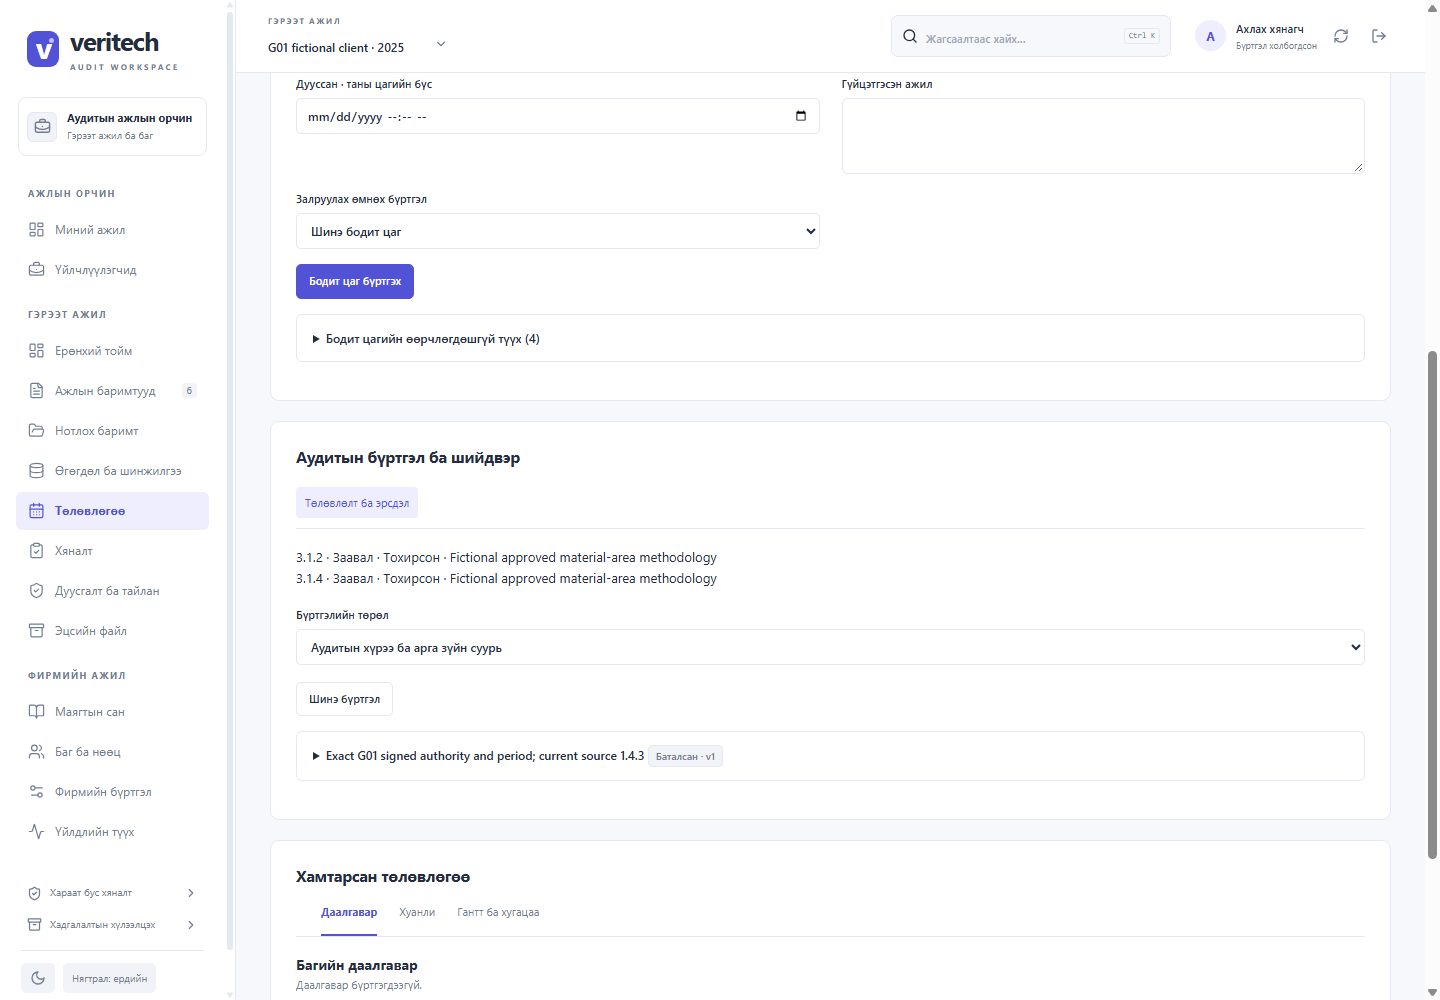 veritech
AUDIT WORKSPACE
Аудитын ажлын орчин
Гэрээт ажил ба баг
АЖЛЫН ОРЧИН
Миний ажил
Үйлчлүүлэгчид
ГЭРЭЭТ АЖИЛ
Ерөнхий тойм
Ажлын баримтууд 6
Нотлох баримт
Өгөгдөл ба шинжилгээ
Төлөвлөгөө
Хяналт
Дуусгалт ба тайлан
Эцсийн файл
ФИРМИЙН АЖИЛ
Маягтын сан
Баг ба нөөц
Фирмийн бүртгэл
Үйлдлийн түүх
Хараат бус хяналт
Хадгалалтын хүлээлцэх
Нягтрал: ердийн
ГЭРЭЭТ АЖИЛ
G01 fictional client · 2025
Жагсаалтаас хайх...
Ctrl K
А
Ахлах хянагч
Бүртгэл холбогдсон
Дууссан · таны цагийн бүс
mm/dd/yyyy --:-- --
Гүйцэтгэсэн ажил
Залруулах өмнөх бүртгэл
Шинэ бодит цаг
Бодит цаг бүртгэх
Бодит цагийн өөрчлөгдөшгүй түүх (4)
Аудитын бүртгэл ба шийдвэр
Төлөвлөлт ба эрсдэл
3.1.2 · Заавал · Тохирсон · Fictional approved material-area methodology
3.1.4 · Заавал · Тохирсон · Fictional approved material-area methodology
Бүртгэлийн төрөл
Аудитын хүрээ ба арга зүйн суурь
Шинэ бүртгэл
Exact G01 signed authority and period; current source 1.4.3 Баталсан · v1
Хамтарсан төлөвлөгөө
Даалгавар Хуанли Гантт ба хугацаа
Багийн даалгавар
Даалгавар бүртгэгдээгүй.